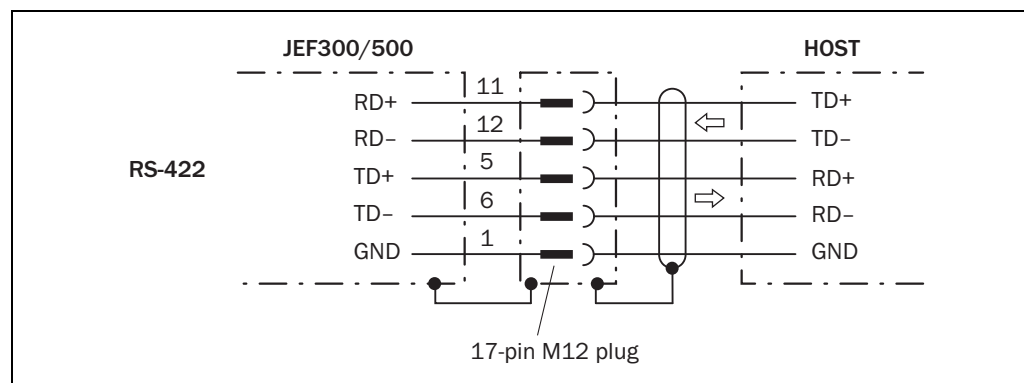 JEF300/500 HOST
RD+ 11 TD+
RD– 12 TD–
RS-422
TD+ 5 RD+
TD– 6 RD–
GND 1 GND
17-pin M12 plug